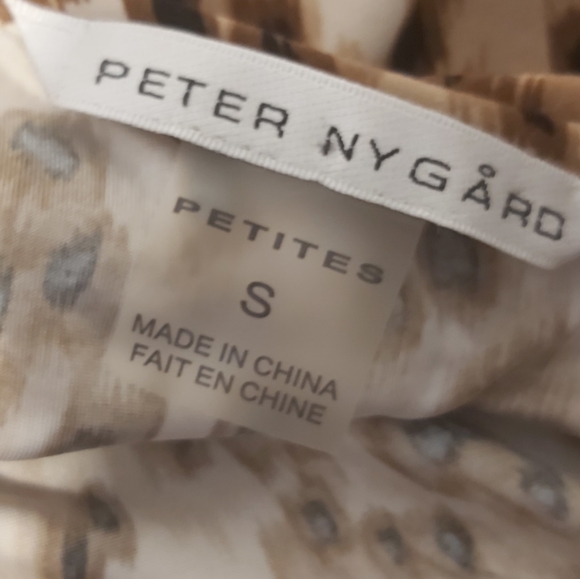 PETER NYGÅRD
PETITES
S
MADE IN CHINA
FAIT EN CHINE